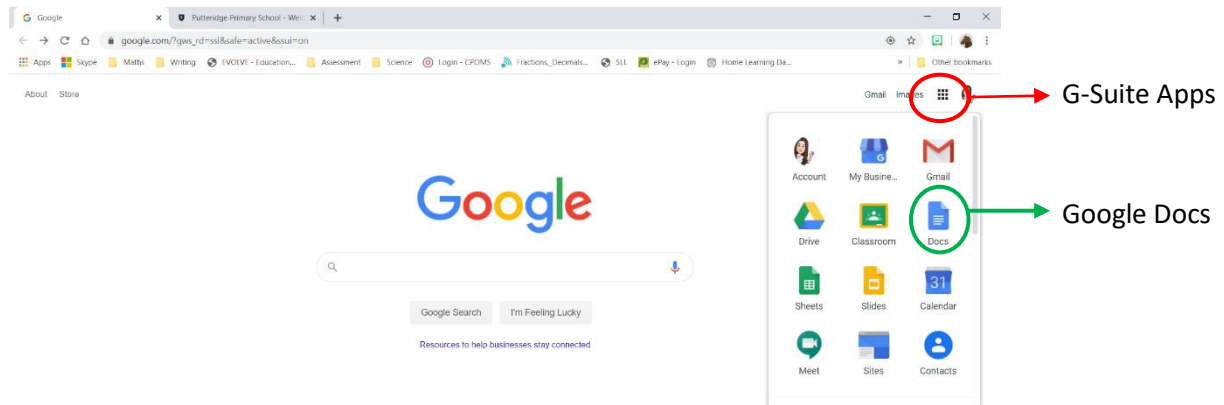 Google
Putteridge Primary School - Welc
google.com/?gws_rd=ssl&safe=active&ssui=on
Apps Skype Maths Writing EVOLVE - Education... Assessment Science Login - CPOMS Fractions_Decimals... SLL ePay - Login Home Learning Da... » Other bookmarks
About Store Gmail
G-Suite Apps
Google
Account My Busine... Gmail
Drive Classroom Docs
Google Docs
Sheets Slides Calendar
31
Google Search I'm Feeling Lucky
Resources to help businesses stay connected
Meet Sites Contacts